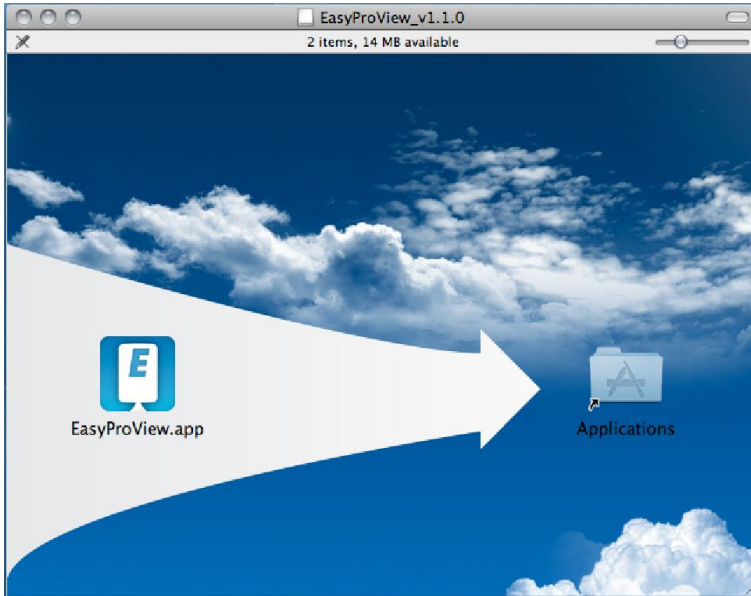 EasyProView_v1.1.0
2 items, 14 MB available
E
EasyProView.app
Applications